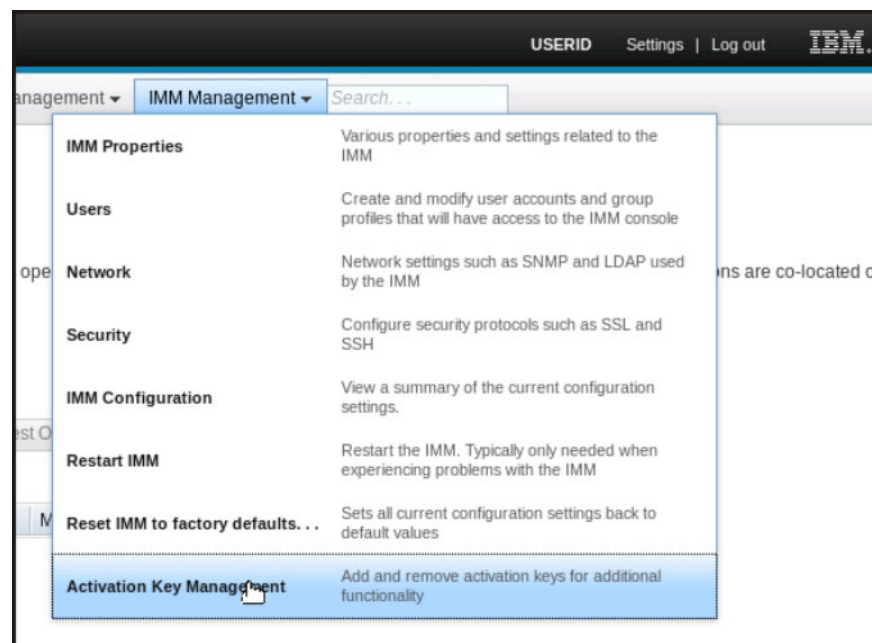 USERID Settings | Log out IBM.
anagement IMM Management Search. . .
IMM Properties Various properties and settings related to the
IMM
Users Create and modify user accounts and group
profiles that will have access to the IMM console
ope Network Network settings such as SNMP and LDAP used ons are co-located c
by the IMM
Security Configure security protocols such as SSL and
SSH
IMM Configuration View a summary of the current configuration
settings.
est O
Restart IMM Restart the IMM. Typically only needed when
experiencing problems with the IMM
M Reset IMM to factory defaults. . . Sets all current configuration settings back to
default values
Activation Key Management Add and remove activation keys for additional
functionality